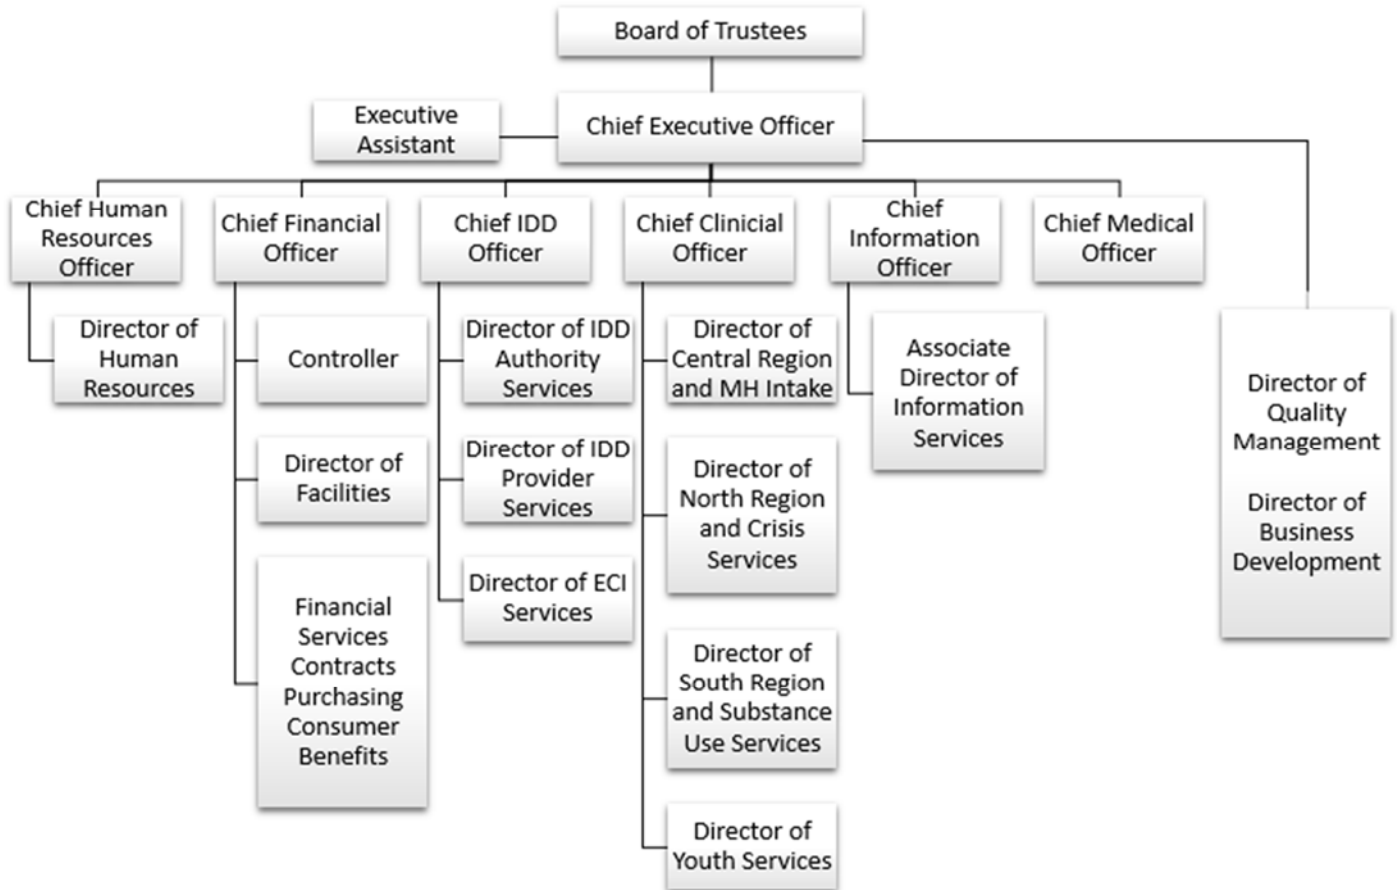 Board of Trustees
Executive
Assistant
Chief Executive Officer
Chief Human
Resources
Officer
Chief Financial
Officer
Chief IDD
Officer
Chief Clinicial
Officer
Chief
Information
Officer
Chief Medical
Officer
Director of
Human
Resources
Controller
Director of
Facilities
Financial
Services
Contracts
Purchasing
Consumer
Benefits
Director of IDD
Authority
Services
Director of IDD
Provider
Services
Director of ECI
Services
Director of
Central Region
and MH Intake
Director of
North Region
and Crisis
Services
Director of
South Region
and Substance
Use Services
Director of
Youth Services
Associate
Director of
Information
Services
Director of
Quality
Management
Director of
Business
Development